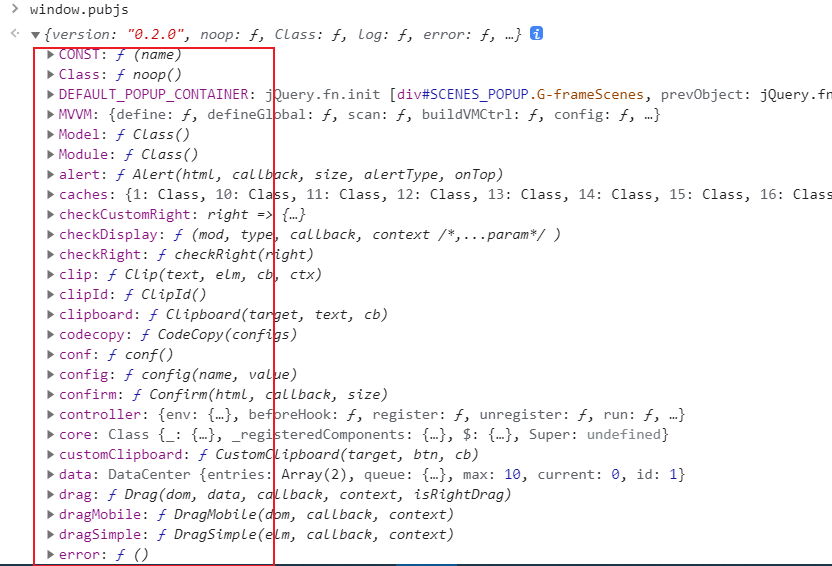 window.pubjs
{version: "0.2.0", noop: ƒ, Class: ƒ, log: ƒ, error: ƒ, …}
CONST: ƒ (name)
Class: ƒ noop()
DEFAULT_POPUP_CONTAINER: jQuery.fn.init [div#SCENES_POPUP.G-frameScenes, prevObject: jQuery.fn
MVVM: {define: ƒ, defineGlobal: ƒ, scan: ƒ, buildVMCtrl: ƒ, config: ƒ, …}
Model: ƒ Class()
Module: ƒ Class()
alert: ƒ Alert(html, callback, size, alertType, onTop)
caches: {1: Class, 10: Class, 11: Class, 12: Class, 13: Class, 14: Class, 15: Class, 16: Class
checkCustomRight: right => {…}
checkDisplay: ƒ (mod, type, callback, context /*,...param*/ )
checkRight: ƒ checkRight(right)
clip: ƒ Clip(text, elm, cb, ctx)
clipId: ƒ ClipId()
clipboard: ƒ Clipboard(target, text, cb)
codecopy: ƒ CodeCopy(configs)
conf: ƒ conf()
config: ƒ config(name, value)
confirm: ƒ Confirm(html, callback, size)
controller: {env: {…}, beforeHook: ƒ, register: ƒ, unregister: ƒ, run: ƒ, …}
core: Class {_: {…}, _registeredComponents: {…}, $: {…}, Super: undefined}
customClipboard: ƒ CustomClipboard(target, btn, cb)
data: DataCenter {entries: Array(2), queue: {…}, max: 10, current: 0, id: 1}
drag: ƒ Drag(dom, data, callback, context, isRightDrag)
dragMobile: ƒ DragMobile(dom, callback, context)
dragSimple: ƒ DragSimple(elm, callback, context)
error: ƒ ()